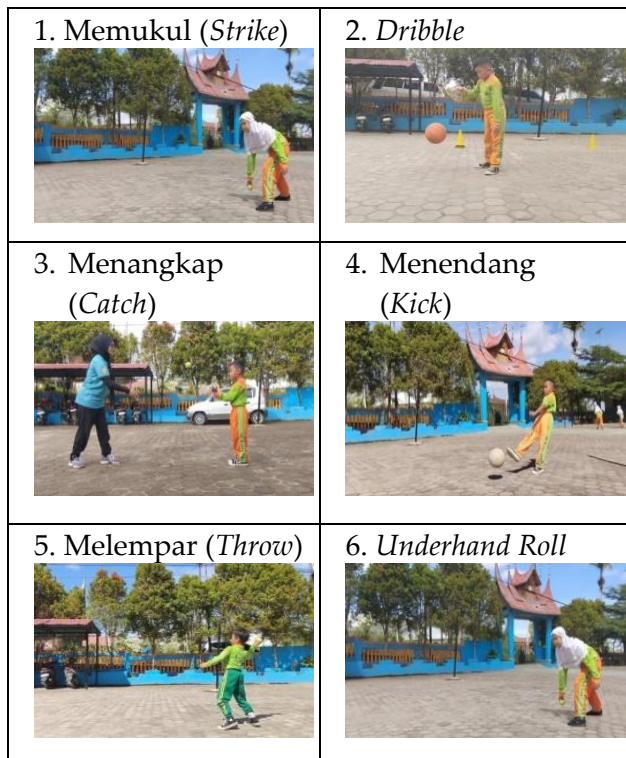 1. Memukul (Strike)
2. Dribble
3. Menangkap
(Catch)
4. Menendang
(Kick)
5. Melempar (Throw)
6. Underhand Roll